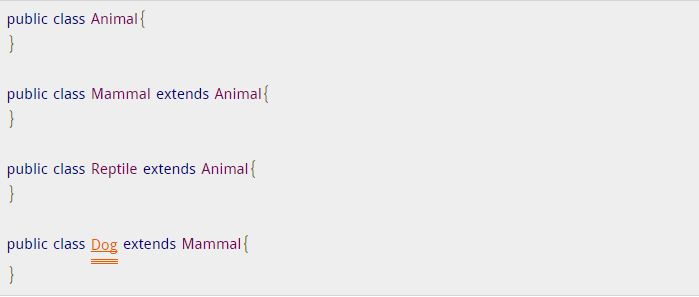 public class Animal{
}
public class Mammal extends Animal{
}
public class Reptile extends Animal{
}
public class Dog extends Mammal{
}